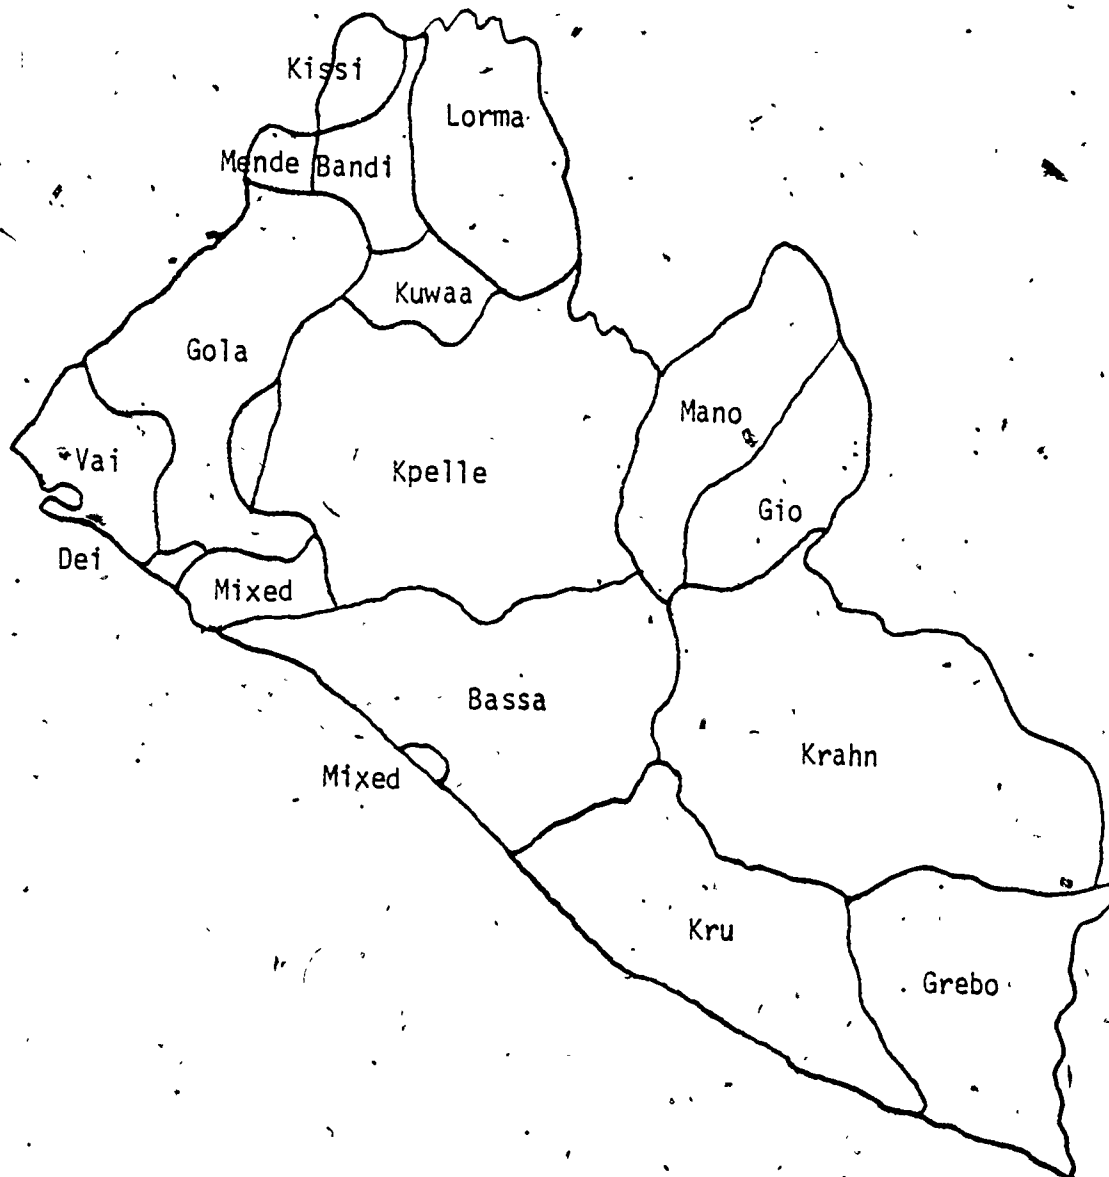 Kissi
Lorma
Mende
Bandi
Kuwaa
Gola
Mano
Vai
Kpelle
Gio
Dei
Mixed
Bassa
Krahn
Mixed
Kru
Grebo